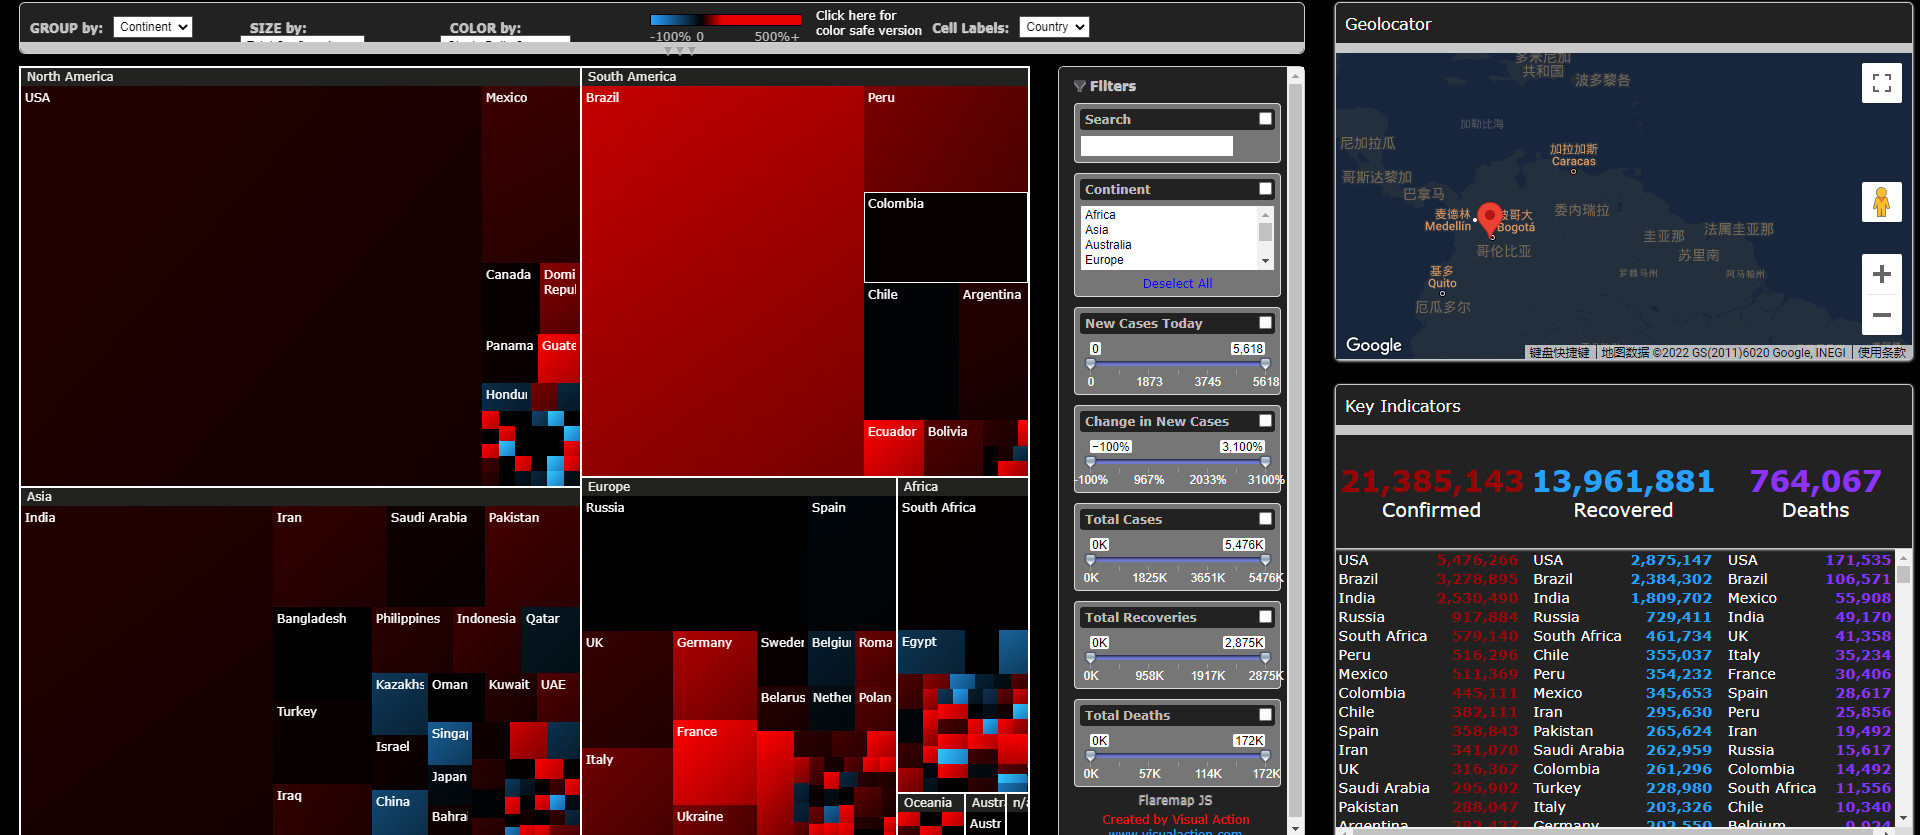 GROUP by:
Continent
SIZE by:
COLOR by:
-100% 0
500%+
Click here for
color safe version
Cell Labels:
Country
North America
USA
Mexico
Canada
Domi
Repul
Panama
Guate
Hondur
South America
Brazil
Peru
Colombia
Chile
Argentina
Ecuador
Bolivia
Asia
India
Iran
Saudi Arabia
Pakistan
Bangladesh
Philippines
Indonesia
Qatar
Kazakhs
Oman
Kuwait
UAE
Turkey
Israel
Singap
Japan
Iraq
China
Bahra
Europe
Russia
Spain
UK
Germany
Sweden
Belgiu
Roma
Belarus
Nether
Polan
France
Italy
Ukraine
Africa
South Africa
Egypt
Oceania
Austr
n/a
Austr
Filters
Search
Continent
Africa
Asia
Australia
Europe
Deselect All
New Cases Today
0
5,618
0
1873
3745
5618
Change in New Cases
−100%
3,100%
-100%
967%
2033%
3100%
Total Cases
0K
5,476K
0K
1825K
3651K
5476K
Total Recoveries
0K
2,875K
0K
958K
1917K
2875K
Total Deaths
0K
172K
0K
57K
114K
172K
Flaremap JS
Created by Visual Action
www.visualaction.com
Geolocator
多米尼加
共和国
波多黎各
加勒比海
尼加拉瓜
加拉加斯
Caracas
哥斯达黎加
巴拿马
麦德林
Medellín
波哥大
Bogotá
委内瑞拉
圭亚那
法属圭亚那
哥伦比亚
苏里南
罗赖马州
阿马帕州
基多
Quito
厄瓜多尔
Google
键盘快捷键
地图数据 ©2022 GS(2011)6020 Google, INEGI
使用条款
Key Indicators
21,385,143
13,961,881
764,067
Confirmed
Recovered
Deaths
USA 5,476,266 USA 2,875,147 USA 171,535
Brazil 3,278,895 Brazil 2,384,302 Brazil 106,571
India 2,530,490 India 1,809,702 Mexico 55,908
Russia 917,884 Russia 729,411 India 49,170
South Africa 579,140 South Africa 461,734 UK 41,358
Peru 516,296 Chile 355,037 Italy 35,234
Mexico 511,369 Peru 354,232 France 30,406
Colombia 445,111 Mexico 345,653 Spain 28,617
Chile 382,111 Iran 295,630 Peru 25,856
Spain 358,843 Pakistan 265,624 Iran 19,492
Iran 341,070 Saudi Arabia 262,959 Russia 15,617
UK 316,367 Colombia 261,296 Colombia 14,492
Saudi Arabia 295,902 Turkey 228,980 South Africa 11,556
Pakistan 288,047 Italy 203,326 Chile 10,340
Argentina 282,437 Germany 202,550 Belgium 9,924